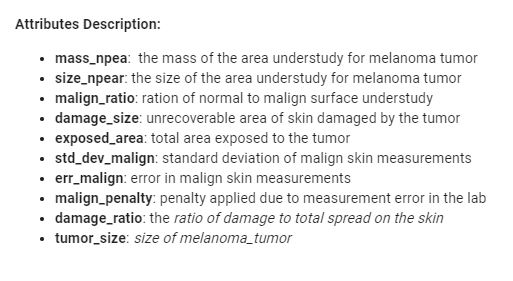 Attributes Description:
• mass_npea:  the mass of the area understudy for melanoma tumor
• size_npear: the size of the area understudy for melanoma tumor
• malign_ratio: ration of normal to malign surface understudy
• damage_size: unrecoverable area of skin damaged by the tumor
• exposed_area: total area exposed to the tumor
• std_dev_malign: standard deviation of malign skin measurements
• err_malign: error in malign skin measurements
• malign_penalty: penalty applied due to measurement error in the lab
• damage_ratio: the ratio of damage to total spread on the skin
• tumor_size: size of melanoma_tumor